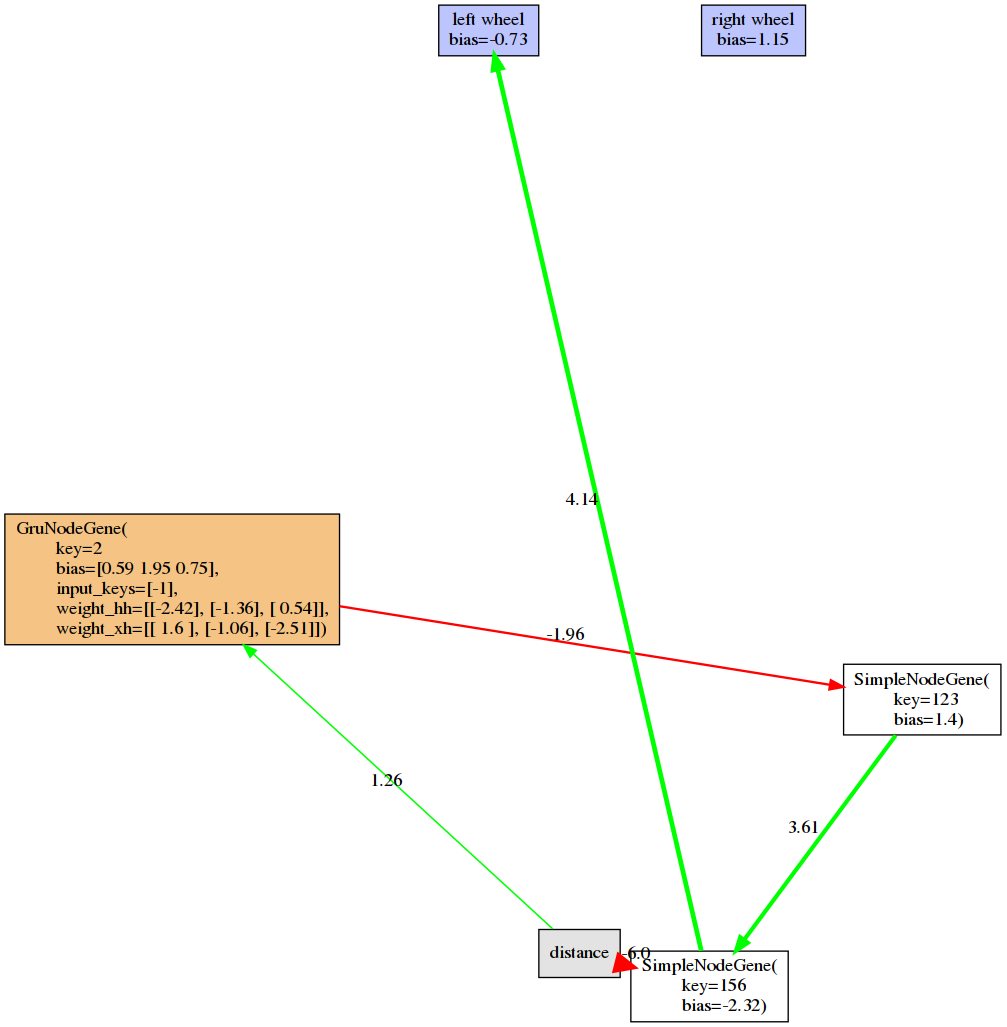 left wheel
bias=-0.73
right wheel
bias=1.15
4.14
GruNodeGene(
key=2
bias=[0.59 1.95 0.75],
input_keys=[-1],
weight_hh=[[-2.42], [-1.36], [ 0.54]],
weight_xh=[[ 1.6 ], [-1.06], [-2.51]])
-1.96
SimpleNodeGene(
key=123
bias=1.4)
1.26
3.61
distance
-6.0
SimpleNodeGene(
key=156
bias=-2.32)